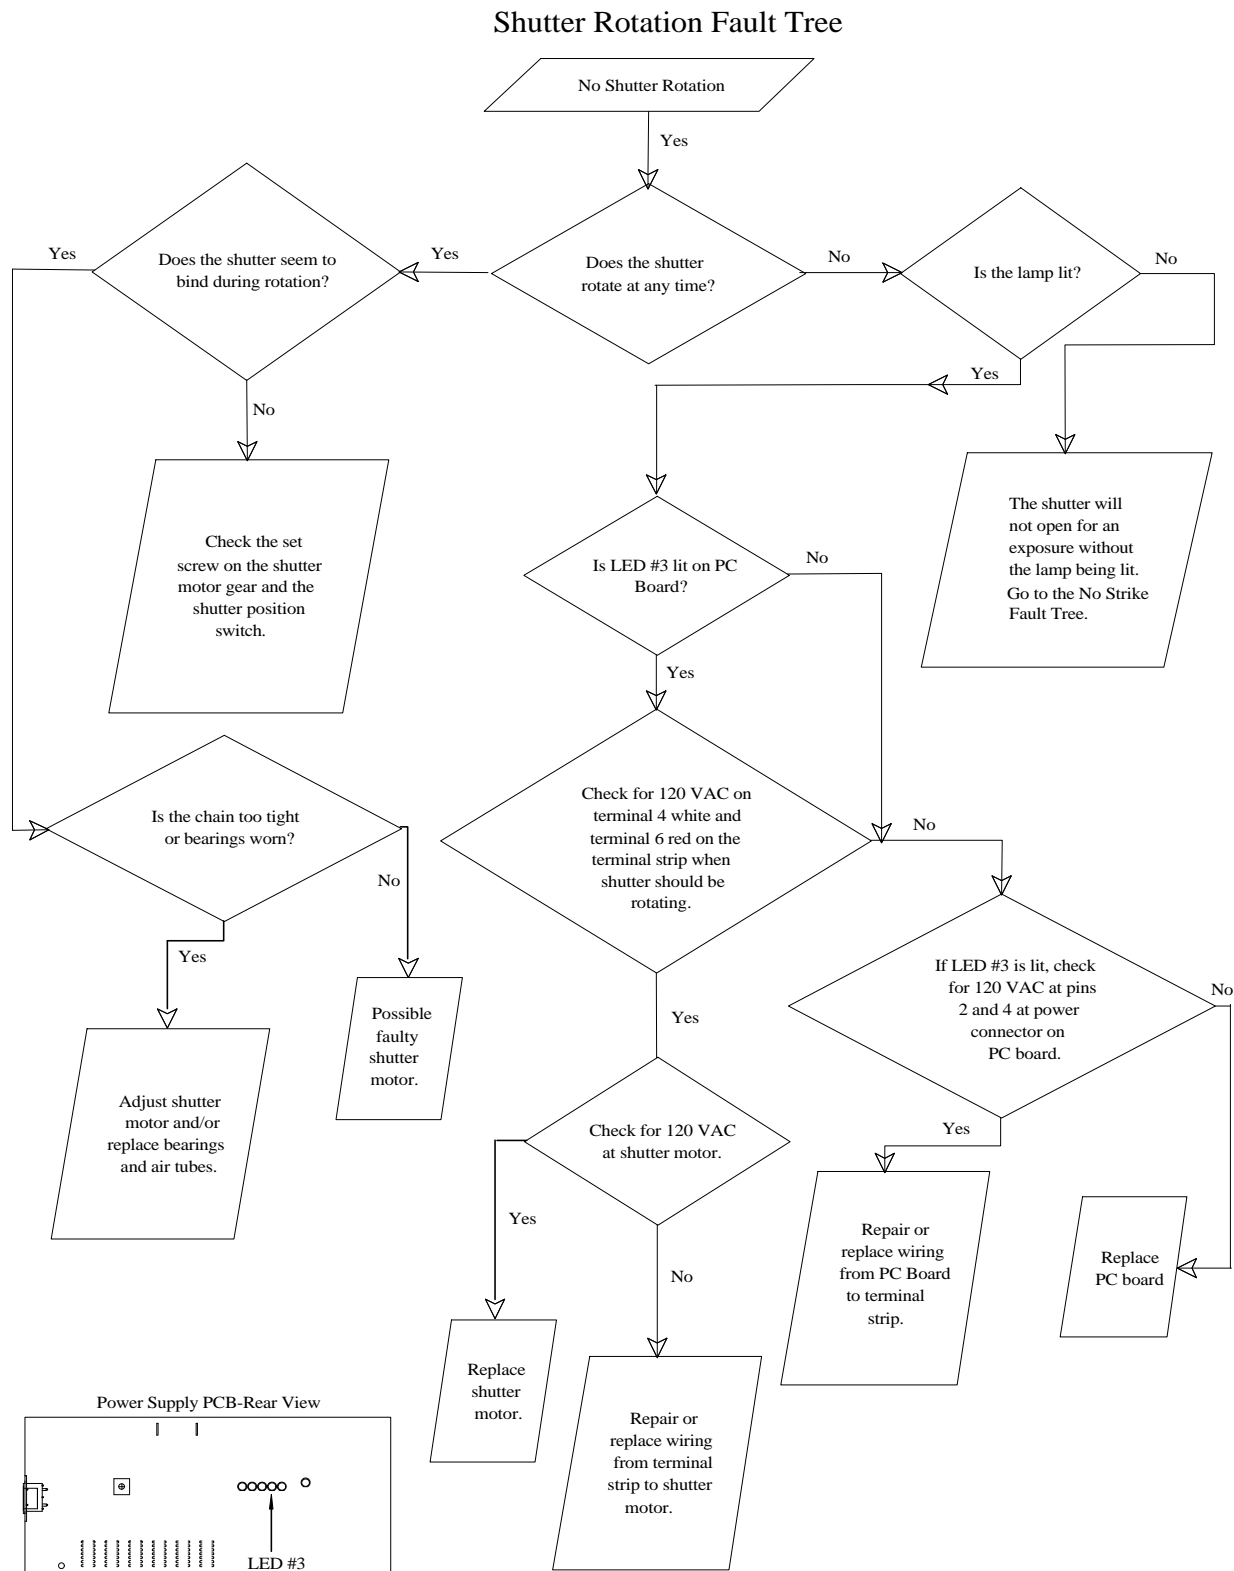 Shutter Rotation Fault Tree
No Shutter Rotation
Yes
Does the shutter seem to
bind during rotation?
Yes
Yes
Does the shutter
rotate at any time?
No
Is the lamp lit?
No
Yes
No
Check the set
screw on the shutter
motor gear and the
shutter position
switch.
The shutter will
not open for an
exposure without
the lamp being lit.
Go to the No Strike
Fault Tree.
Is LED #3 lit on PC
Board?
No
Yes
Check for 120 VAC on
terminal 4 white and
terminal 6 red on the
terminal strip when
shutter should be
rotating.
No
Is the chain too tight
or bearings worn?
No
Yes
Possible
faulty
shutter
motor.
Adjust shutter
motor and/or
replace bearings
and air tubes.
Yes
If LED #3 is lit, check
for 120 VAC at pins
2 and 4 at power
connector on
PC board.
No
Yes
Check for 120 VAC
at shutter motor.
Yes
No
Repair or
replace wiring
from PC Board
to terminal
strip.
Replace
PC board
Replace
shutter
motor.
Repair or
replace wiring
from terminal
strip to shutter
motor.
Power Supply PCB-Rear View
LED #3